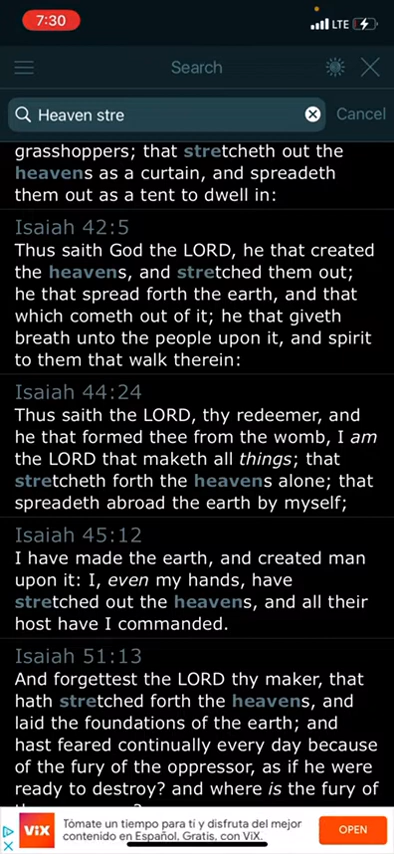 7:30
LTE
Search
Heaven stre
Cancel
grasshoppers; that stretcheth out the
heavens as a curtain, and spreadeth
them out as a tent to dwell in:
Isaiah 42:5
Thus saith God the LORD, he that created
the heavens, and stretched them out;
he that spread forth the earth, and that
which cometh out of it; he that giveth
breath unto the people upon it, and spirit
to them that walk therein:
Isaiah 44:24
Thus saith the LORD, thy redeemer, and
he that formed thee from the womb, I am
the LORD that maketh all things; that
stretcheth forth the heavens alone; that
spreadeth abroad the earth by myself;
Isaiah 45:12
I have made the earth, and created man
upon it: I, even my hands, have
stretched out the heavens, and all their
host have I commanded.
Isaiah 51:13
And forgettest the LORD thy maker, that
hath stretched forth the heavens, and
laid the foundations of the earth; and
hast feared continually every day because
of the fury of the oppressor, as if he were
ready to destroy? and where is the fury of
ViX
Tómate un tiempo para tí y disfruta del mejor
contenido en Español, Gratis, con ViX.
OPEN